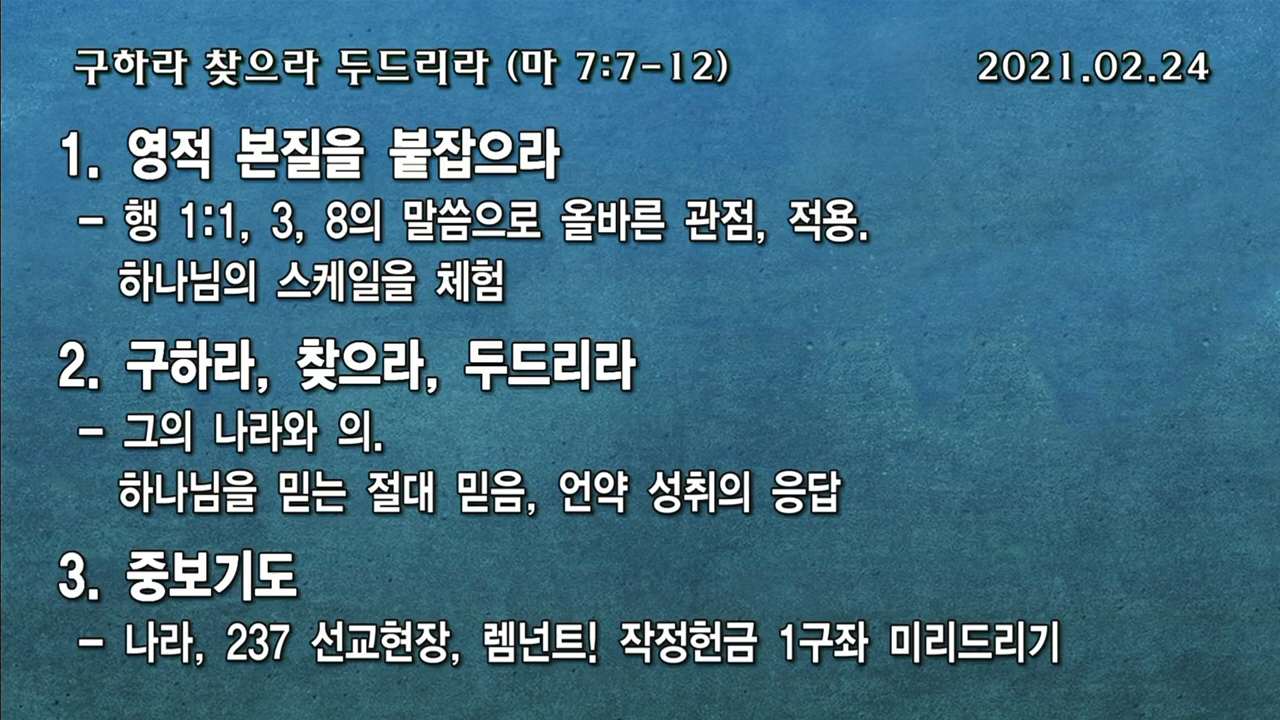 구하라 찾으라 두드리라 (마 7:7-12) 2021.02.24
1. 영적 본질을 붙잡으라
- 행 1:1, 3, 8의 말씀으로 올바른 관점, 적용.
하나님의 스케일을 체험
2. 구하라, 찾으라, 두드리라
- 그의 나라와 의.
하나님을 믿는 절대 믿음, 언약 성취의 응답
3. 중보기도
- 나라, 237 선교현장, 렘넌트! 작정헌금 1구좌 미리드리기